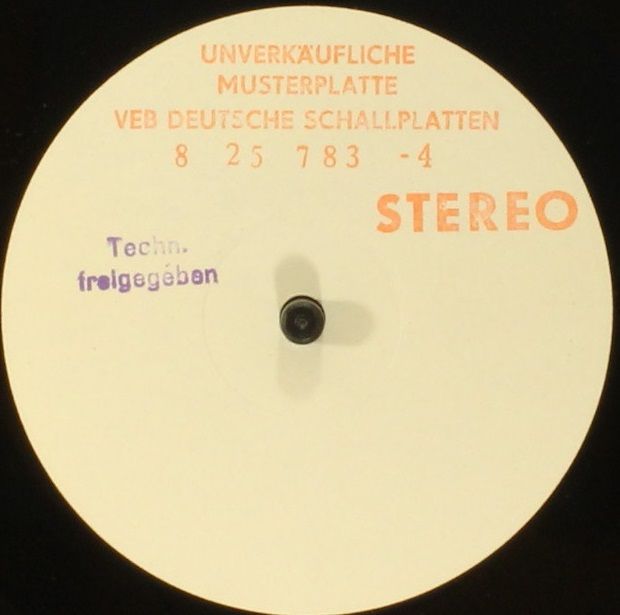 UNVERKÄUFLICHE
MUSTERPLATTE
VEB DEUTSCHE SCHALLPLATTEN
8 25 783 -4
STEREO
Techn.
freigegeben